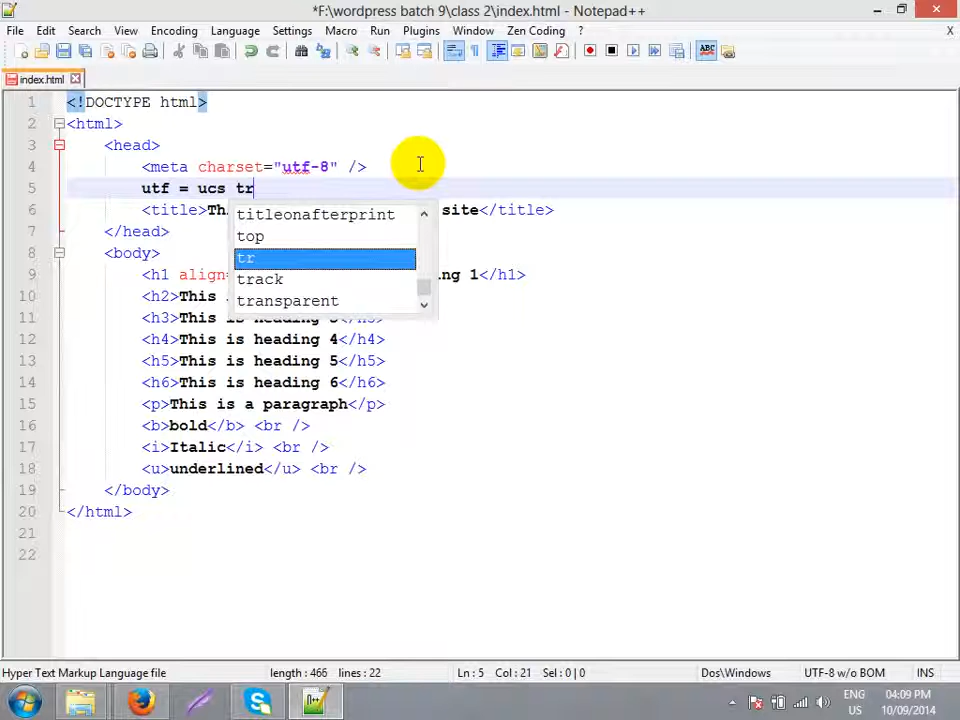 *F:\wordpress batch 9\class 2\index.html - Notepad++
File Edit Search View Encoding Language Settings Macro Run Plugins Window Zen Coding ? X
ABC
index.html
1 <!DOCTYPE html>
2 <html>
3 <head>
4 <meta charset="utf-8" />
5 utf = ucs tr
6 <title>Th site</title>
titleonafterprint
7 </head>
top
8 <body>
tr
9 <h1 align= ng 1</h1>
track
10 <h2>This
transparent
11 <h3>This is heading 3</h3>
12 <h4>This is heading 4</h4>
13 <h5>This is heading 5</h5>
14 <h6>This is heading 6</h6>
15 <p>This is a paragraph</p>
16 <b>bold</b> <br />
17 <i>Italic</i> <br />
18 <u>underlined</u> <br />
19 </body>
20 </html>
21
22
Hyper Text Markup Language file length : 466 lines : 22 Ln : 5 Col : 21 Sel : 0 | 0 Dos\Windows UTF-8 w/o BOM INS
ENG 04:09 PM
US 10/09/2014